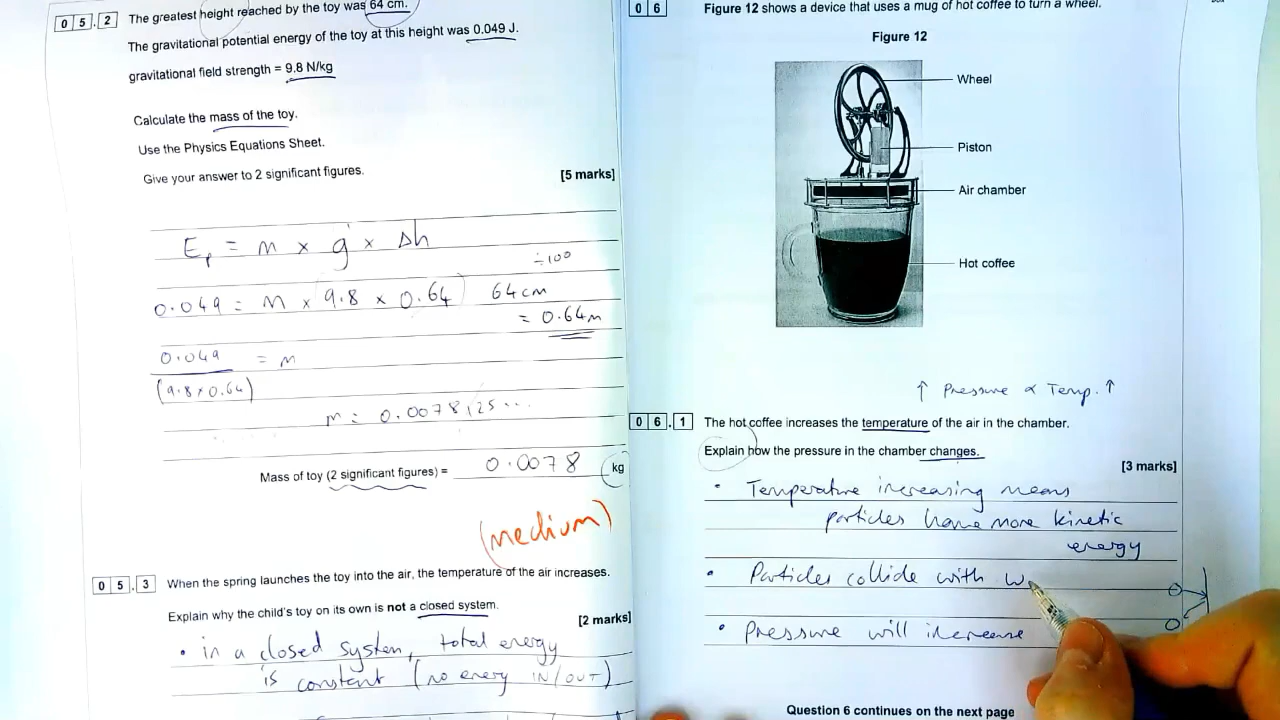 0 5 . 2 The greatest height reached by the toy was 64 cm.
The gravitational potential energy of the toy at this height was 0.049 J.
gravitational field strength = 9.8 N/kg
Calculate the mass of the toy.
Use the Physics Equations Sheet.
Give your answer to 2 significant figures.
[5 marks]
Ep = m × g × Δh
÷100
0.049 = m × (9.8 × 0.64) 64cm
= 0.64m
0.049 = m
(9.8×0.64)
m = 0.0078125...
Mass of toy (2 significant figures) = 0.0078 kg
(medium)
0 5 . 3 When the spring launches the toy into the air, the temperature of the air increases.
Explain why the child's toy on its own is not a closed system.
[2 marks]
• in a closed system, total energy
is constant (no enery IN/OUT)
0 6 Figure 12 shows a device that uses a mug of hot coffee to turn a wheel.
Figure 12
Wheel
Piston
Air chamber
Hot coffee
↑ Pressure ∝ Temp. ↑
0 6 . 1 The hot coffee increases the temperature of the air in the chamber.
Explain how the pressure in the chamber changes.
[3 marks]
• Temperature increasing means
particles have more kinetic
energy
• Particles collide with w
• Pressure will increase
Question 6 continues on the next page